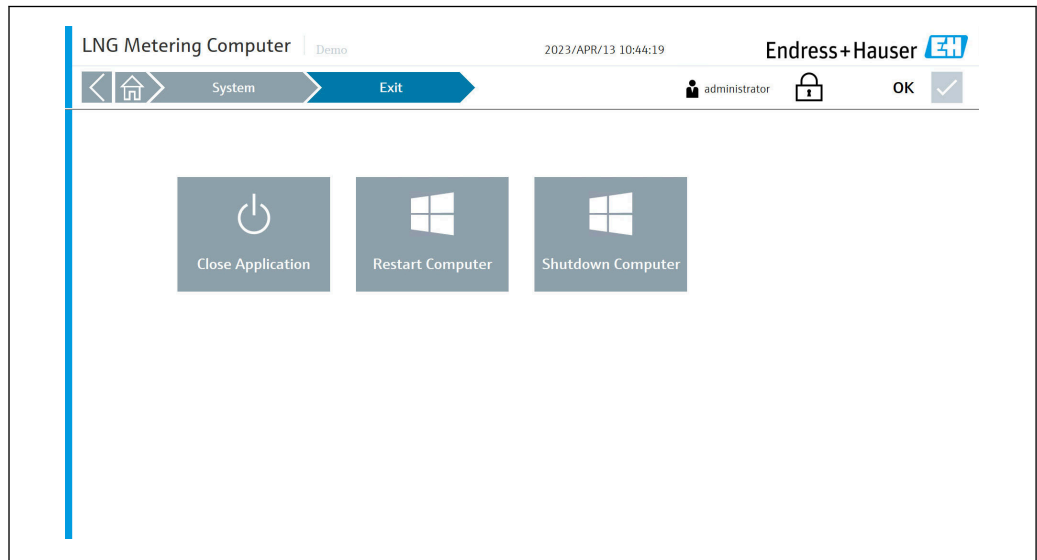 LNG Metering Computer Demo 2023/APR/13 10:44:19 Endress+Hauser EH
System Exit administrator OK
Close Application Restart Computer Shutdown Computer